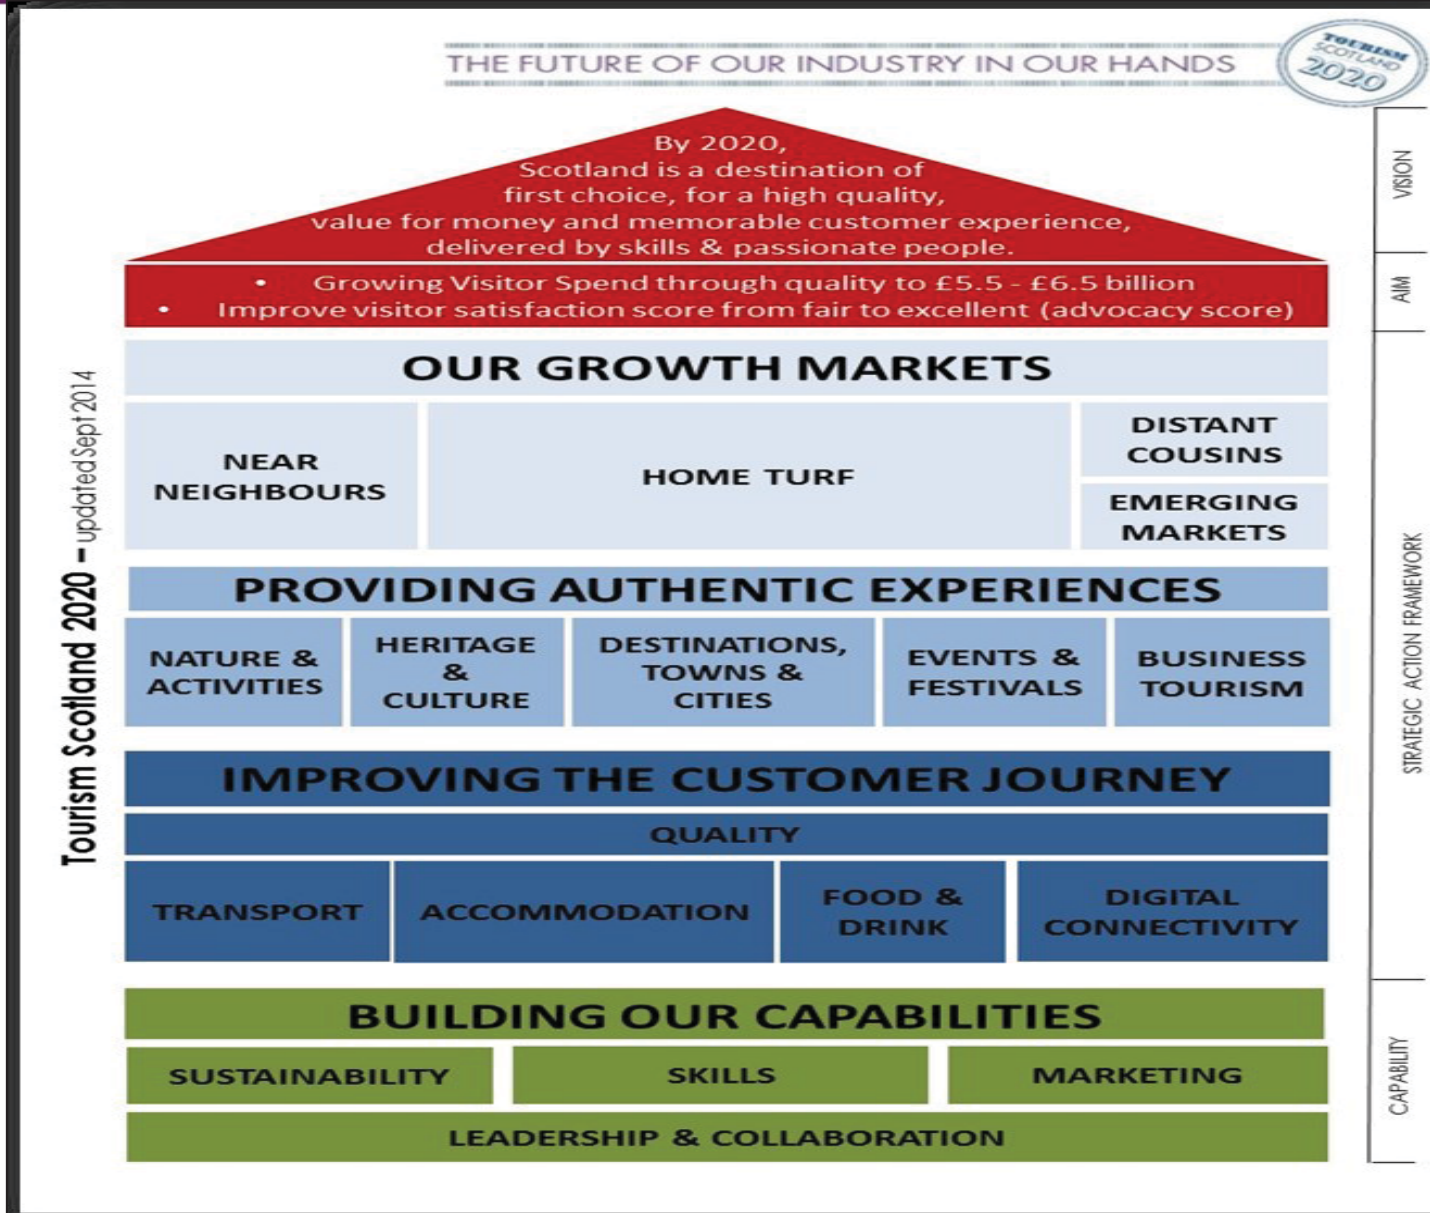 THE FUTURE OF OUR INDUSTRY IN OUR HANDS
TOURISM
SCOTLAND
2020
By 2020,
Scotland is a destination of
first choice, for a high quality,
value for money and memorable customer experience,
delivered by skills & passionate people.
• Growing Visitor Spend through quality to £5.5 - £6.5 billion
• Improve visitor satisfaction score from fair to excellent (advocacy score)
OUR GROWTH MARKETS
NEAR
NEIGHBOURS
HOME TURF
DISTANT
COUSINS
EMERGING
MARKETS
PROVIDING AUTHENTIC EXPERIENCES
NATURE &
ACTIVITIES
HERITAGE
&
CULTURE
DESTINATIONS,
TOWNS &
CITIES
EVENTS &
FESTIVALS
BUSINESS
TOURISM
IMPROVING THE CUSTOMER JOURNEY
QUALITY
TRANSPORT
ACCOMMODATION
FOOD &
DRINK
DIGITAL
CONNECTIVITY
BUILDING OUR CAPABILITIES
SUSTAINABILITY
SKILLS
MARKETING
LEADERSHIP & COLLABORATION
Tourism Scotland 2020 – updated Sept 2014
VISION
AIM
STRATEGIC ACTION FRAMEWORK
CAPABILITY